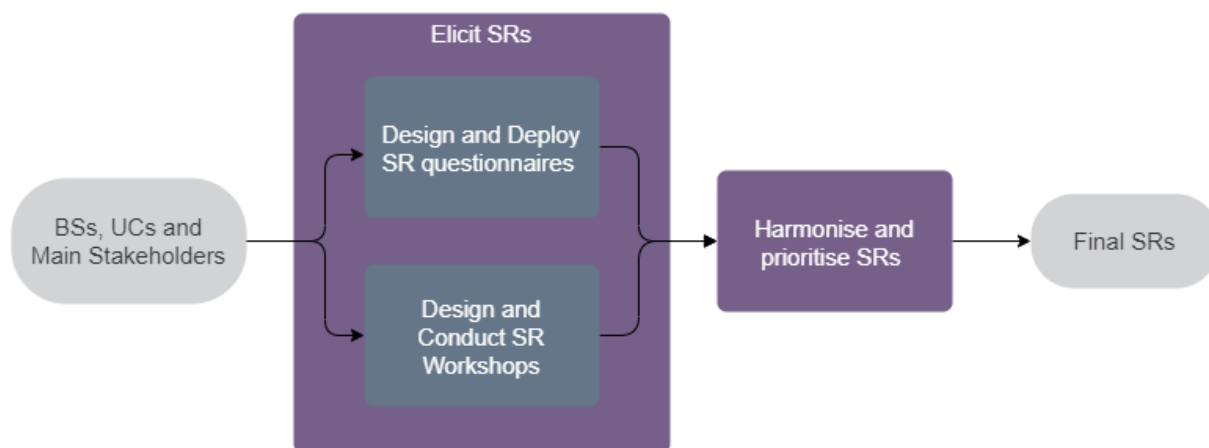 Elicit SRs
BSs, UCs and
Main Stakeholders
Design and Deploy
SR questionnaires
Design and
Conduct SR
Workshops
Harmonise and
prioritise SRs
Final SRs